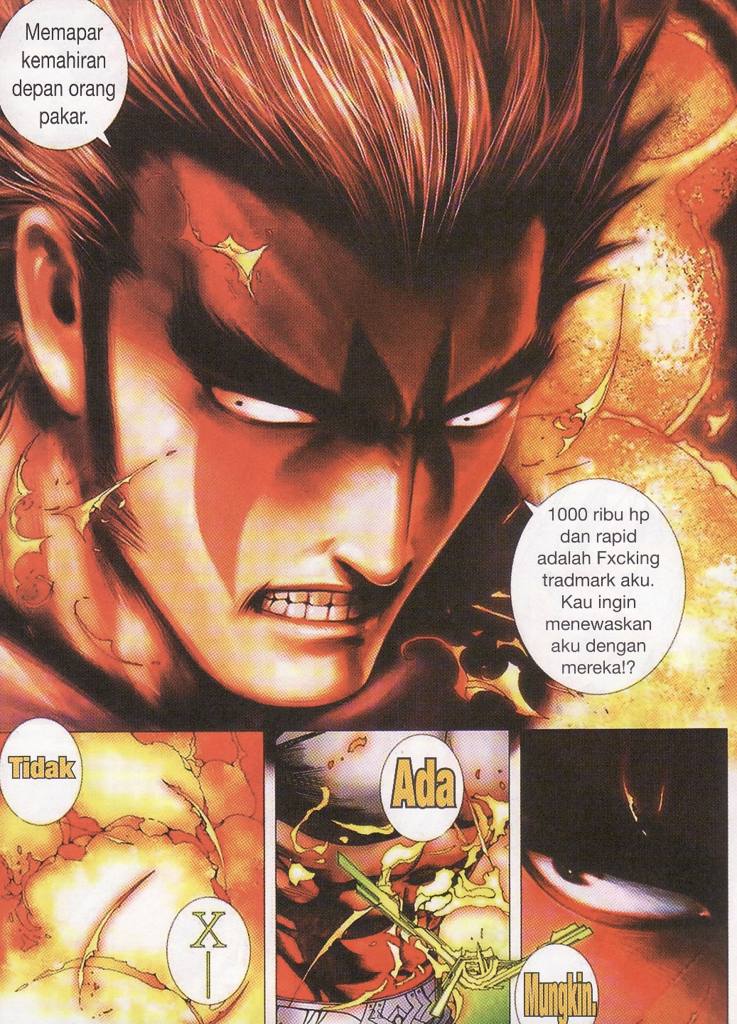 Memapar
kemahiran
depan orang
pakar.
1000 ribu hp
dan rapid
adalah Fxcking
tradmark aku.
Kau ingin
menewaskan
aku dengan
mereka!?
Tidak
X
|
Ada
Mungkin.